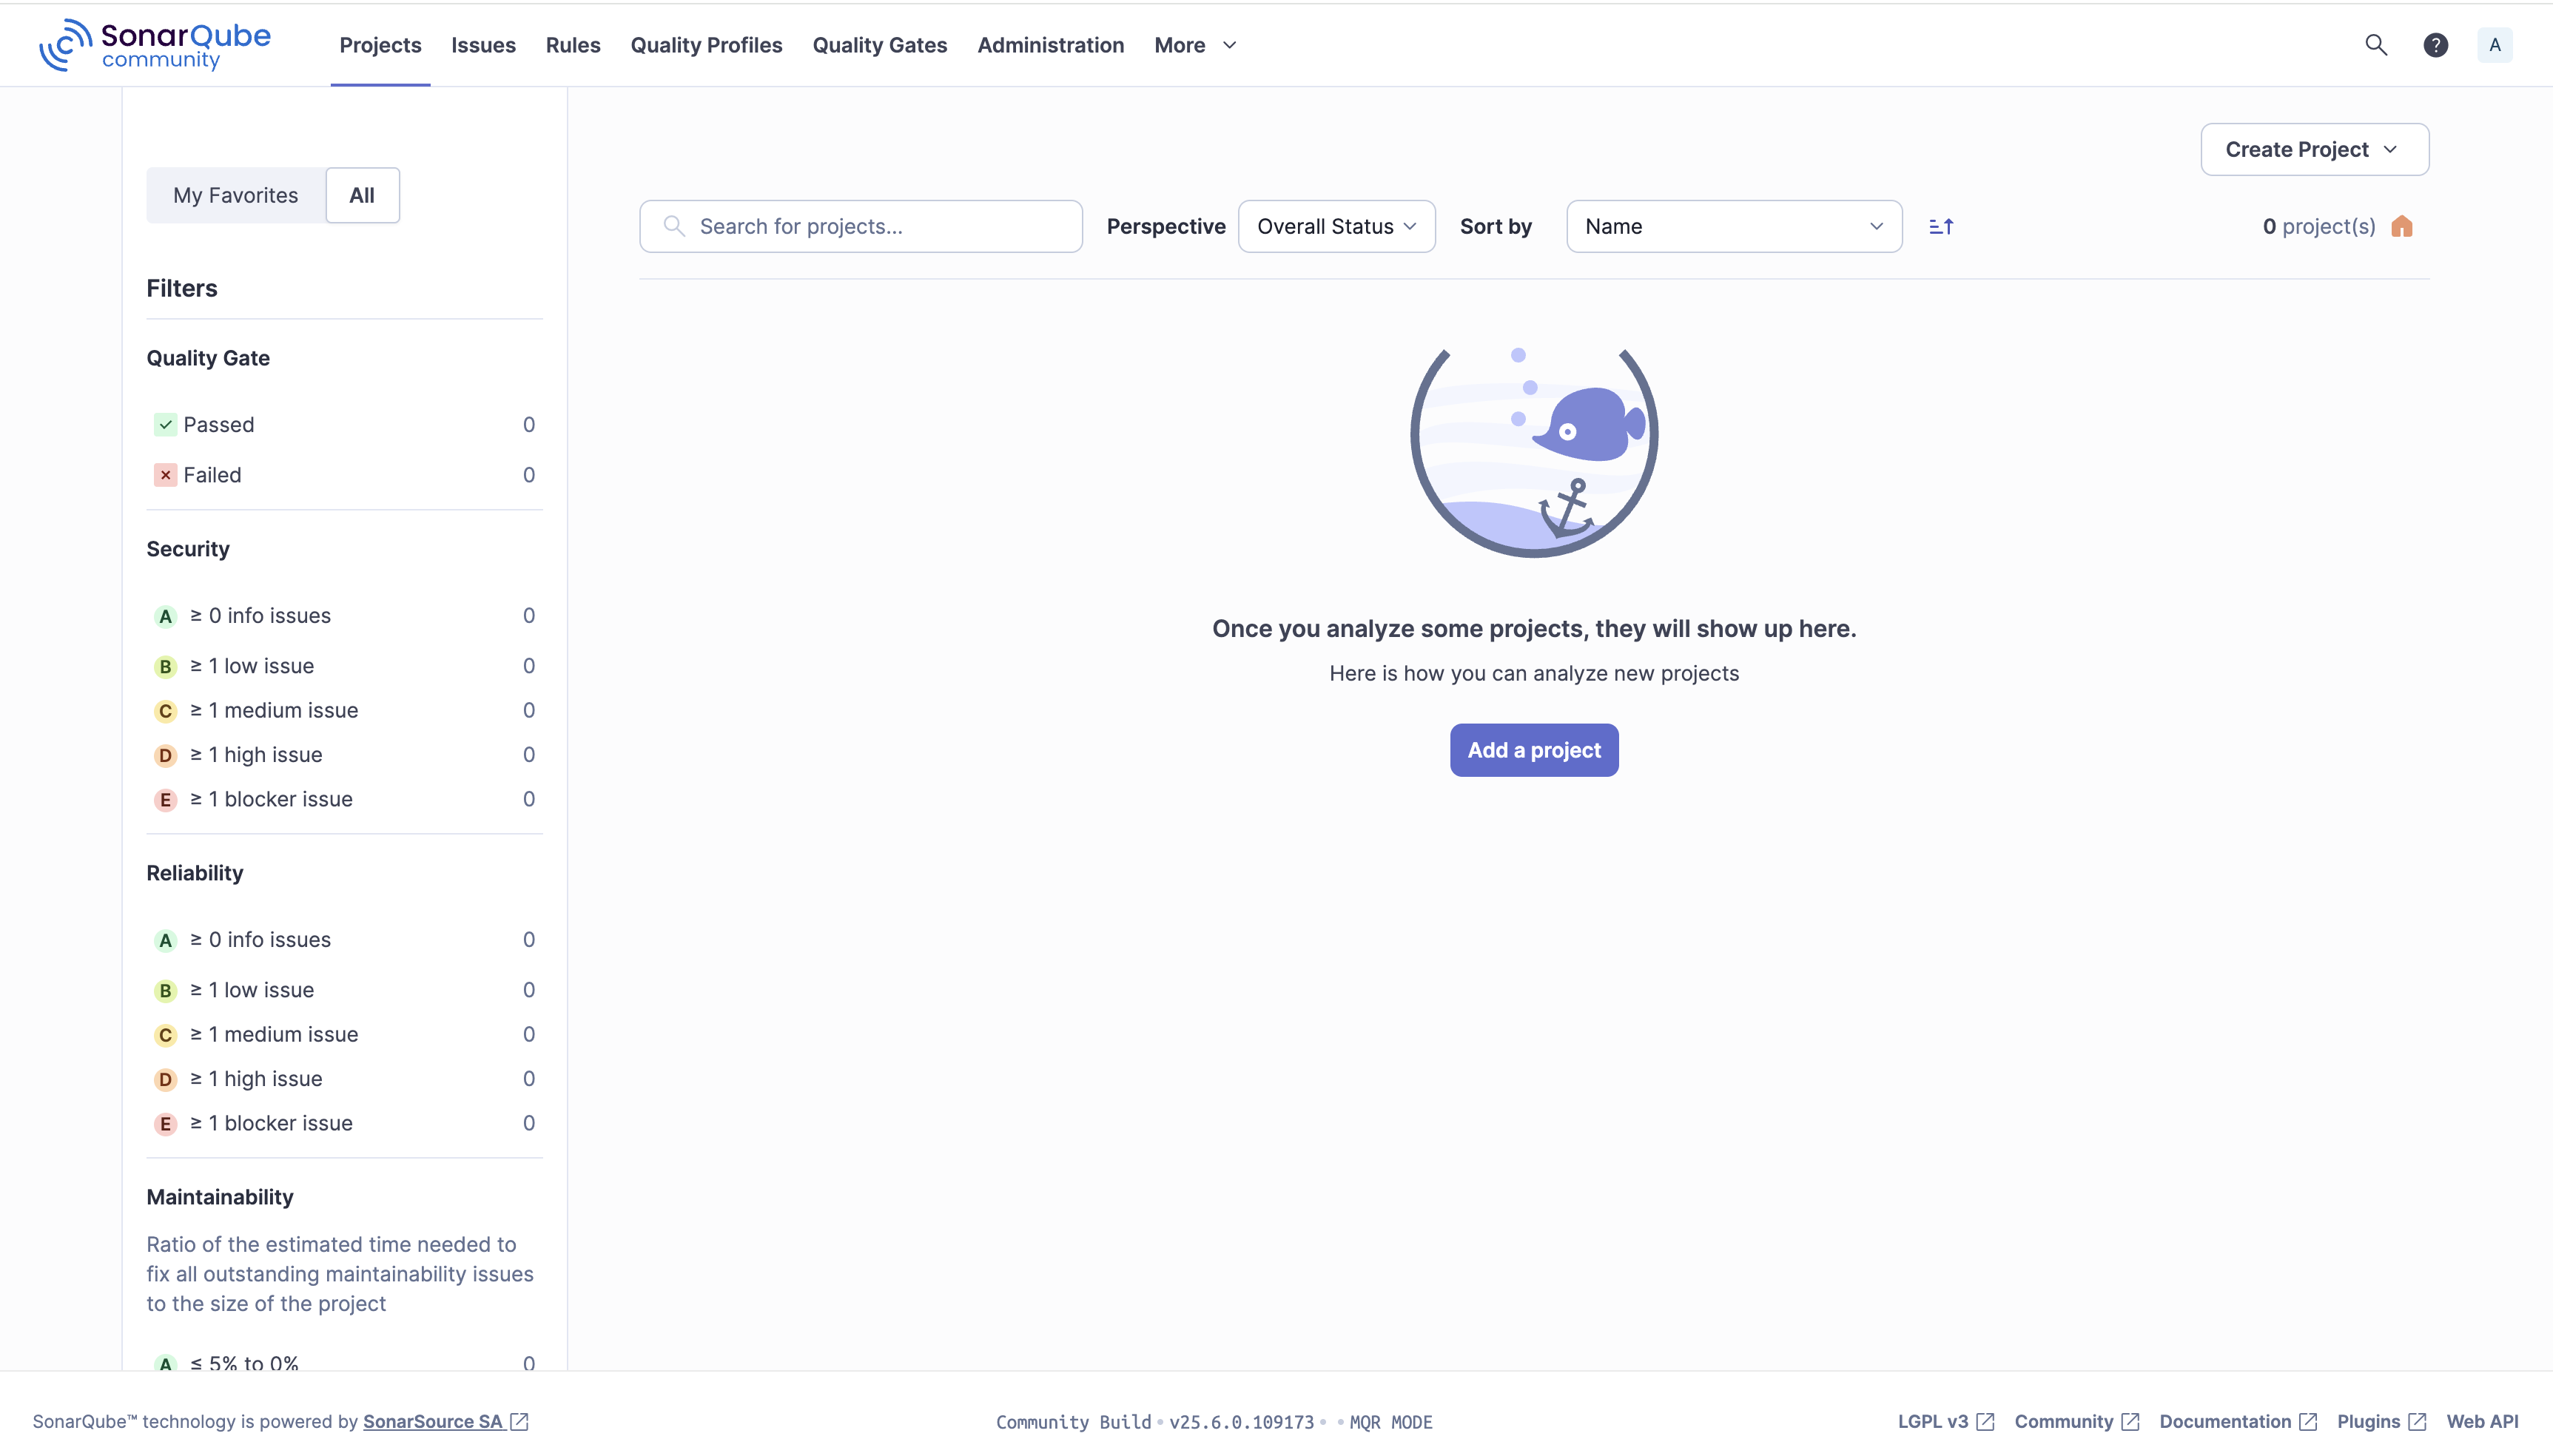 SonarQube
community
Projects Issues Rules Quality Profiles Quality Gates Administration More
? A
Create Project
My Favorites All
Search for projects... Perspective Overall Status Sort by Name 0 project(s)
Filters
Quality Gate
Passed 0
Failed 0
Security
A ≥ 0 info issues 0
B ≥ 1 low issue 0
C ≥ 1 medium issue 0
D ≥ 1 high issue 0
E ≥ 1 blocker issue 0
Reliability
A ≥ 0 info issues 0
B ≥ 1 low issue 0
C ≥ 1 medium issue 0
D ≥ 1 high issue 0
E ≥ 1 blocker issue 0
Maintainability
Ratio of the estimated time needed to
fix all outstanding maintainability issues
to the size of the project
A ≤ 5% to 0% 0
Once you analyze some projects, they will show up here.
Here is how you can analyze new projects
Add a project
SonarQube™ technology is powered by SonarSource SA
Community Build • v25.6.0.109173 • • MQR MODE
LGPL v3 Community Documentation Plugins Web API